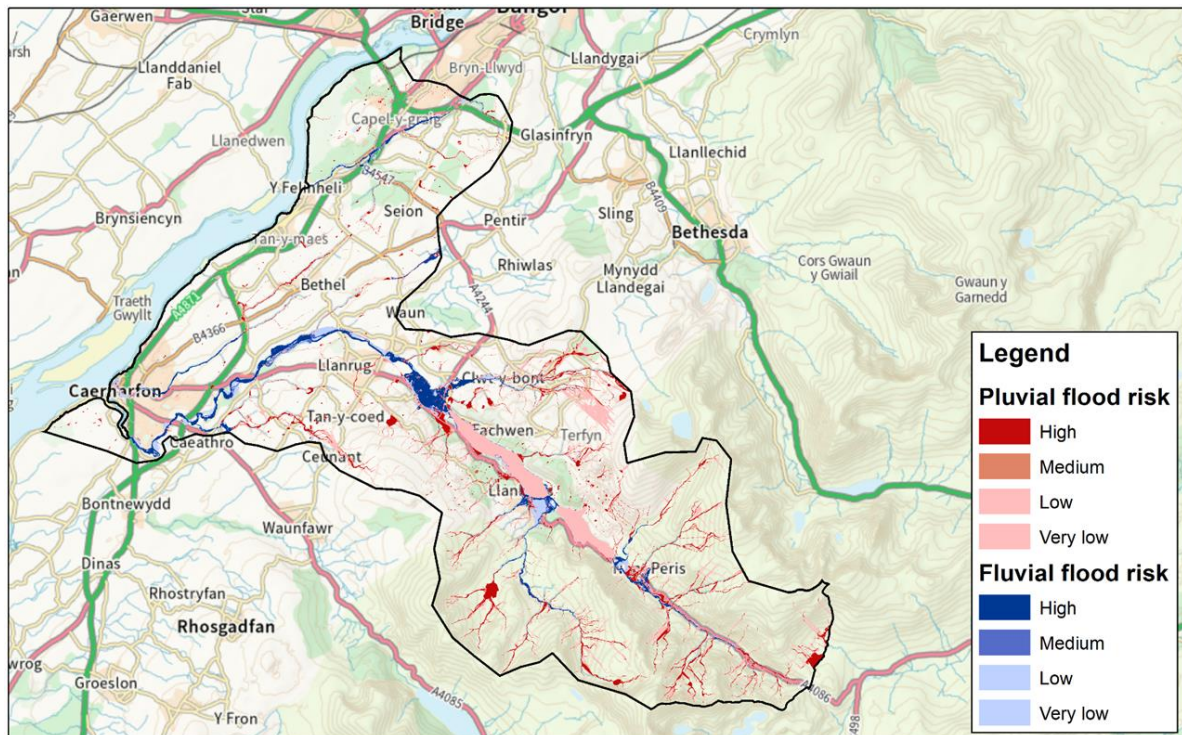 Gaerwen
Star
Bridge
Bangor
Crymlyn
Llanddaniel
Fab
Bryn-Llwyd
Llandygai
Llanedwen
Capel-y-graig
Glasinfryn
Llanllechid
Y Felinheli
B4547
B4409
Brynsiencyn
Seion
Pentir
Sling
Bethesda
Tan-y-maes
Rhiwlas
Mynydd
Llandegai
Cors Gwaun
y Gwiail
Gwaun y
Garnedd
Traeth
Gwyllt
A4871
Bethel
A4244
B4366
Waun
Llanrug
Caernarfon
Clwt-y-bont
Tan-y-coed
Fachwen
Terfyn
Caeathro
Ceunant
Bontnewydd
Waunfawr
Peris
Dinas
Rhostryfan
Rhosgadfan
wrog
Groeslon
Y Fron
A4085
A4086
498
Legend
Pluvial flood risk
High
Medium
Low
Very low
Fluvial flood risk
High
Medium
Low
Very low